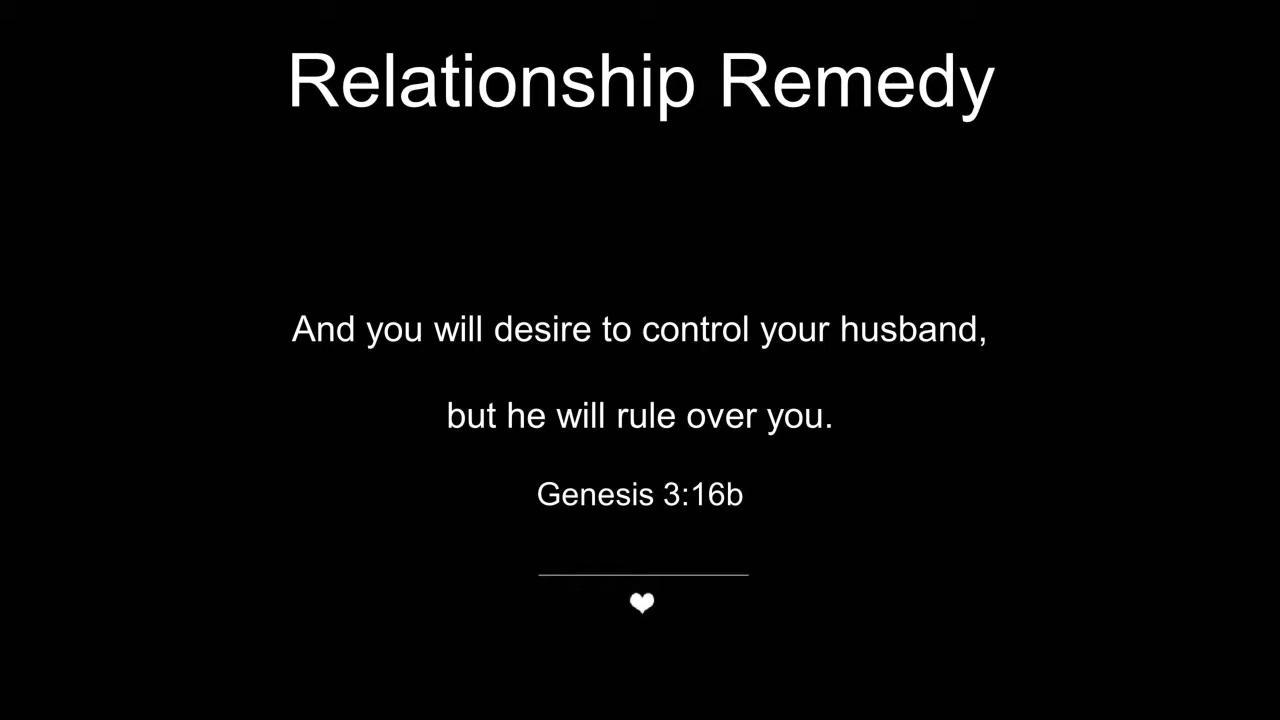 Relationship Remedy
And you will desire to control your husband,
but he will rule over you.
Genesis 3:16b